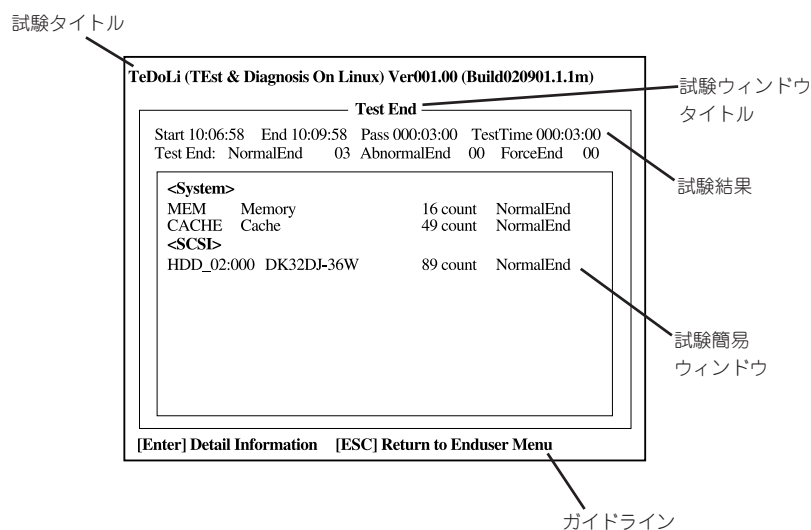 試験タイトル
TeDoLi (TEst & Diagnosis On Linux) Ver001.00 (Build020901.1.1m)
試験ウィンドウ
タイトル
Test End
Start 10:06:58 End 10:09:58 Pass 000:03:00 TestTime 000:03:00
Test End: NormalEnd 03 AbnormalEnd 00 ForceEnd 00
試験結果
<System>
MEM Memory 16 count NormalEnd
CACHE Cache 49 count NormalEnd
<SCSI>
HDD_02:000 DK32DJ-36W 89 count NormalEnd
試験簡易
ウィンドウ
[Enter] Detail Information [ESC] Return to Enduser Menu
ガイドライン